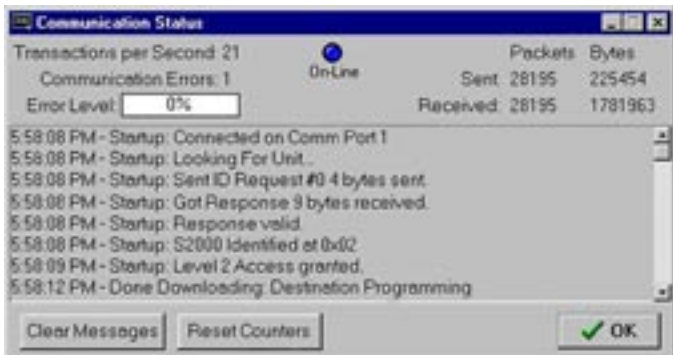 Communication Status
Transactions per Second: 21
Communication Errors: 1
Error Level: 0%
On-Line
Packets Bytes
Sent 28195 225454
Received 28195 1781963
5:58:08 PM - Startup: Connected on Comm Port 1
5:58:08 PM - Startup: Looking For Unit...
5:58:08 PM - Startup: Sent ID Request #0 4 bytes sent.
5:58:08 PM - Startup: Got Response 9 bytes received.
5:58:08 PM - Startup: Response valid.
5:58:08 PM - Startup: S2000 Identified at 0x02
5:58:09 PM - Startup: Level 2 Access granted.
5:58:12 PM - Done Downloading: Destination Programming
Clear Messages
Reset Counters
OK